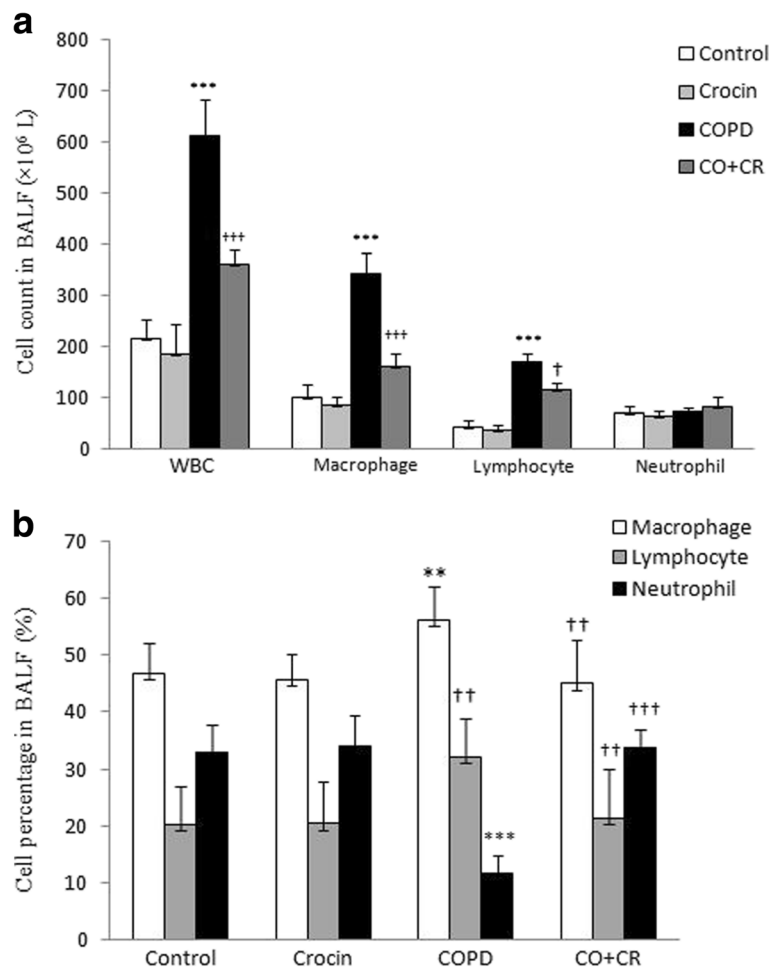 a
Cell count in BALF (×10⁶ L)
800
700
600
500
400
300
200
100
0
Control
Crocin
COPD
CO+CR
***
†††
***
†††
***
†
WBC
Macrophage
Lymphocyte
Neutrophil
b
Cell percentage in BALF (%)
70
60
50
40
30
20
10
0
Macrophage
Lymphocyte
Neutrophil
**
††
***
††
††
†††
Control
Crocin
COPD
CO+CR